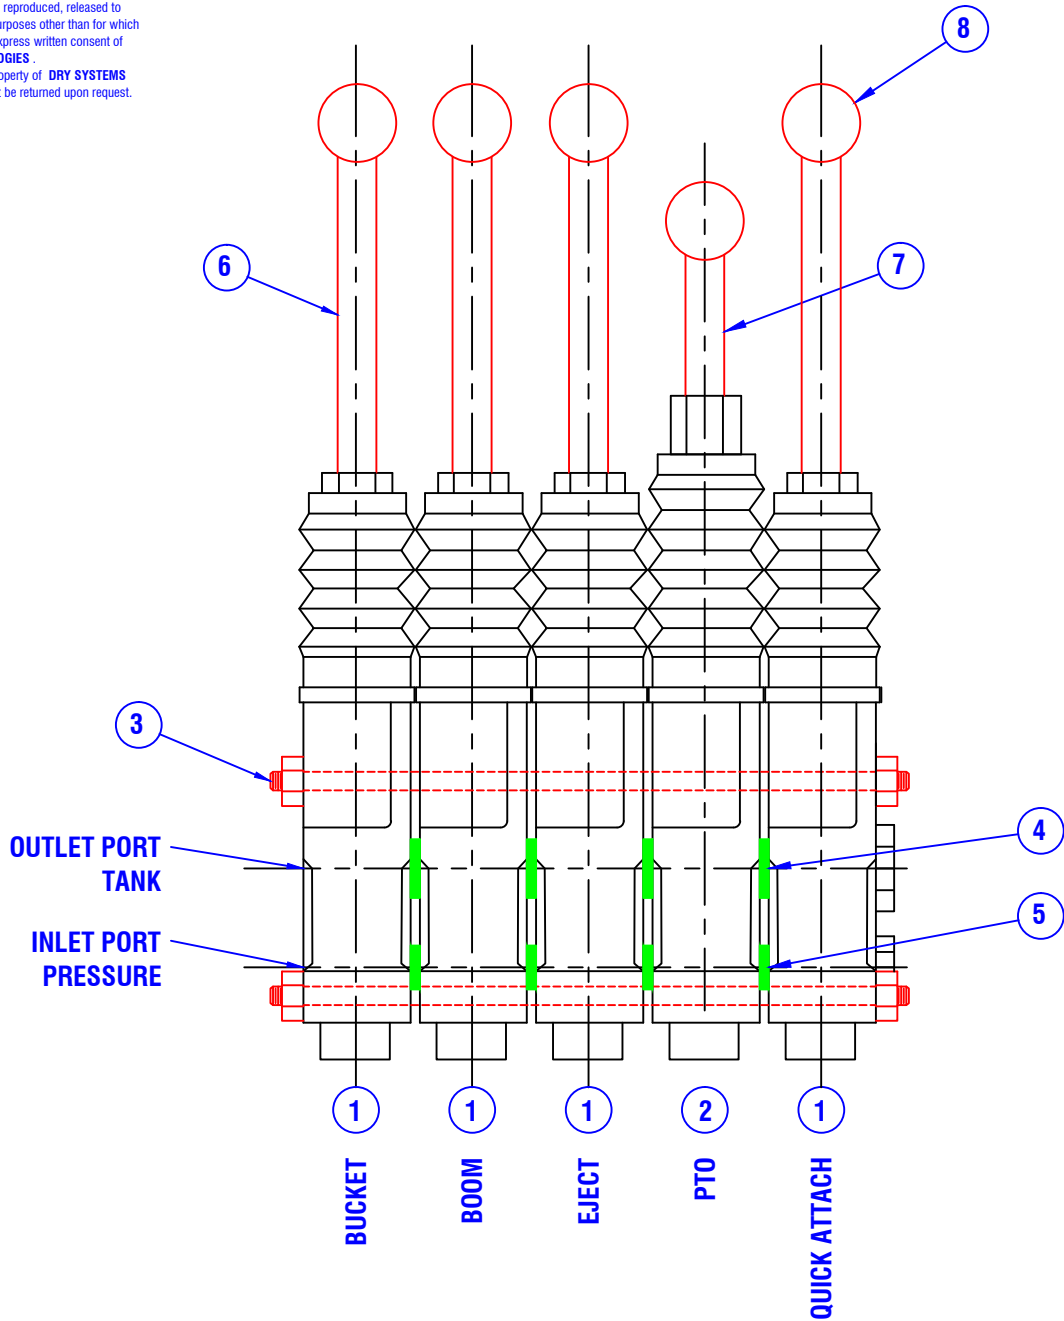 reproduced, released to
urposes other than for which
xpress written consent of
OGIES .
operty of DRY SYSTEMS
t be returned upon request.
8
6
7
3
OUTLET PORT
TANK
4
INLET PORT
PRESSURE
5
1
1
1
2
1
BUCKET
BOOM
EJECT
PTO
QUICK ATTACH